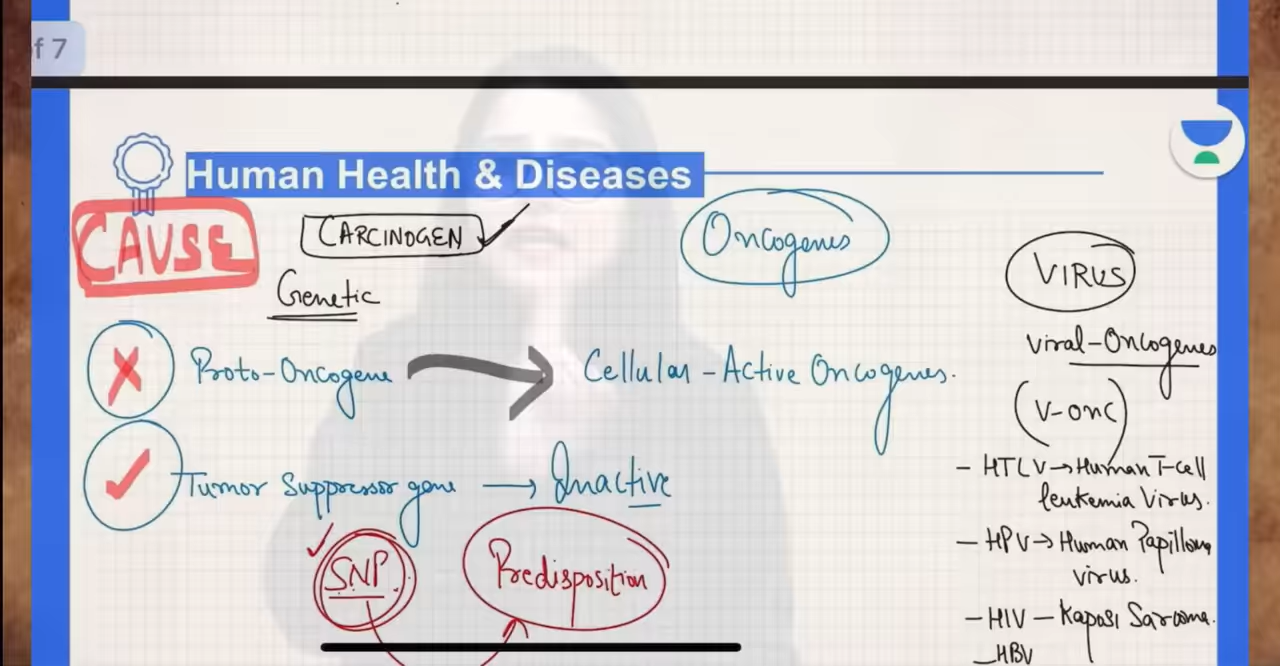 of 7
Human Health & Diseases
CAUSE
CARCINOGEN
Oncogenes
VIRUS
Genetic
Viral-Oncogenes
Proto-Oncogene → Cellular-Active Oncogenes.
(V-onc)
Tumor Suppressor gene → Inactive
- HTLV → Human T-cell
leukemia Virus.
- HPV → Human Papilloma
virus.
SNP
Predisposition
- HIV - Kaposi Sarcoma.
- HBV